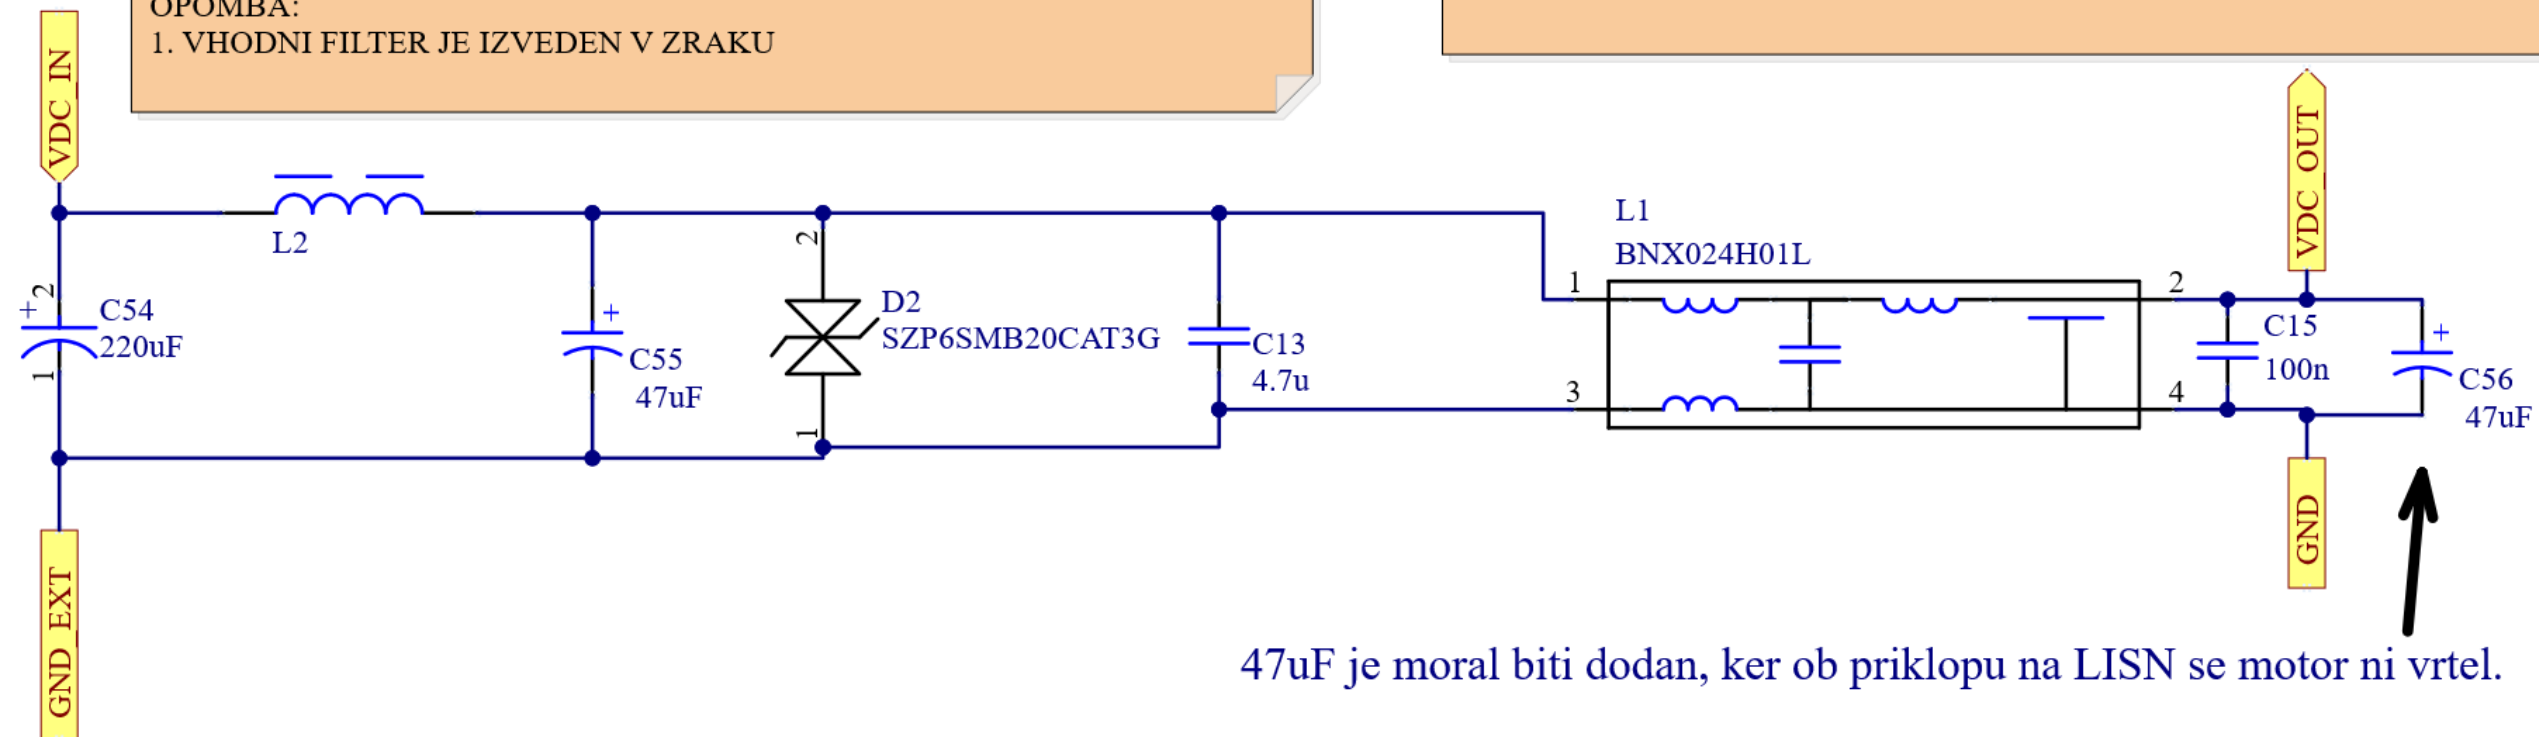 OPOMBA:
1. VHODNI FILTER JE IZVEDEN V ZRAKU
VDC_IN
L2
2
+
C54
220uF
1
GND_EXT
+
C55
47uF
2
D2
SZP6SMB20CAT3G
1
C13
4.7u
L1
BNX024H01L
1
2
3
4
VDC_OUT
C15
100n
+
C56
47uF
GND
47uF je moral biti dodan, ker ob priklopu na LISN se motor ni vrtel.